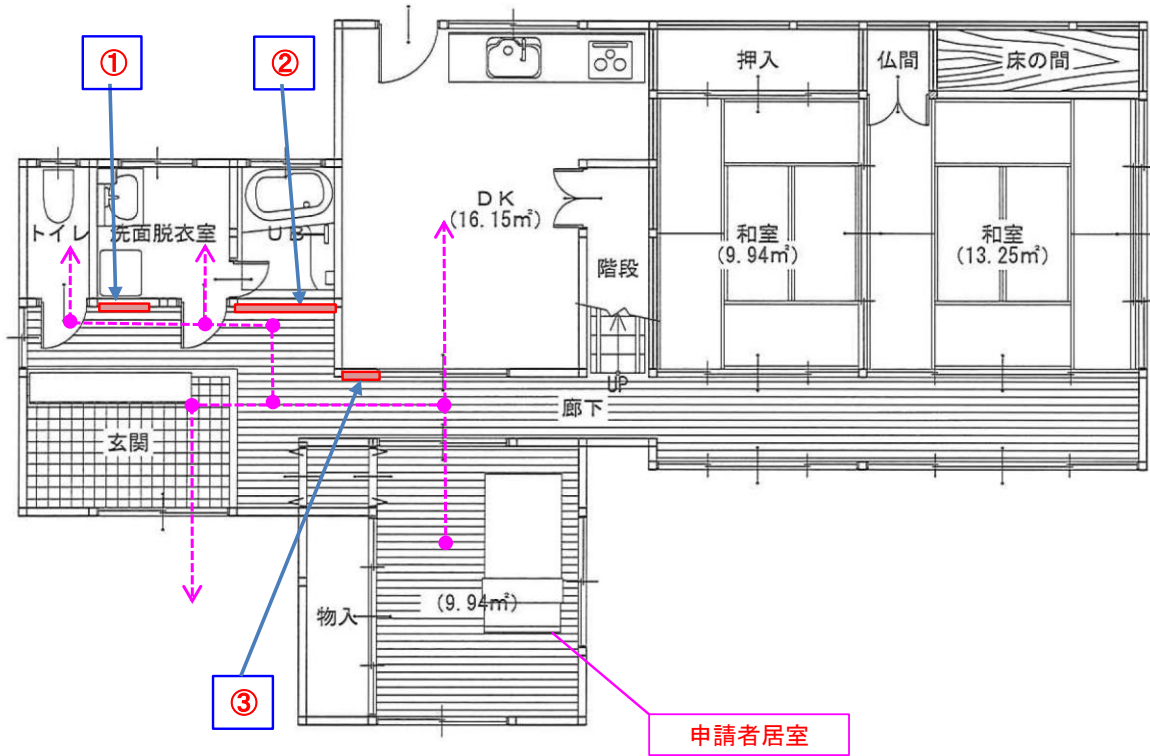 ①
②
押入
仏間
床の間
DK
(16.15㎡)
トイレ
洗面脱衣室
UB
階段
和室
(9.94㎡)
和室
(13.25㎡)
UP
廊下
玄関
物入
(9.94㎡)
③
申請者居室